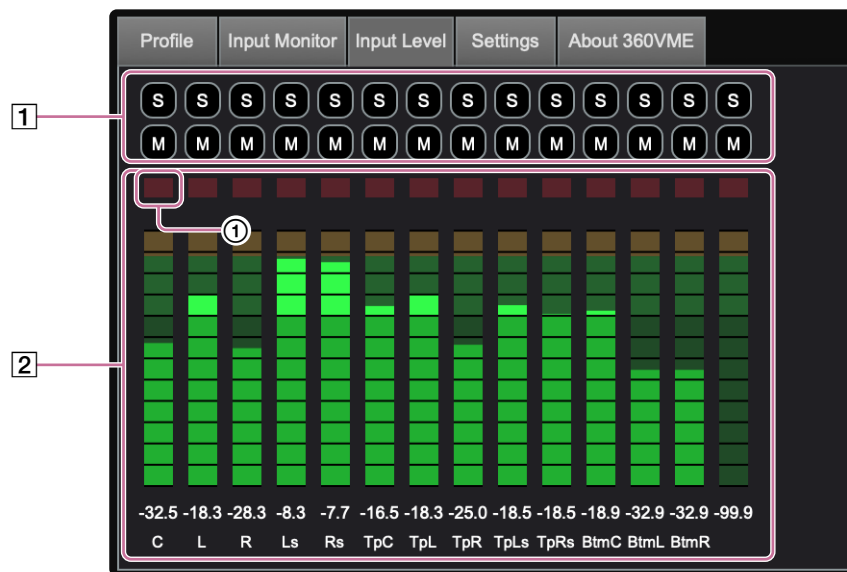 Profile Input Monitor Input Level Settings About 360VME
1
S S S S S S S S S S S S S S
M M M M M M M M M M M M M M
1
2
-32.5 -18.3 -28.3 -8.3 -7.7 -16.5 -18.3 -25.0 -18.5 -18.5 -18.9 -32.9 -32.9 -99.9
C L R Ls Rs TpC TpL TpR TpLs TpRs BtmC BtmL BtmR